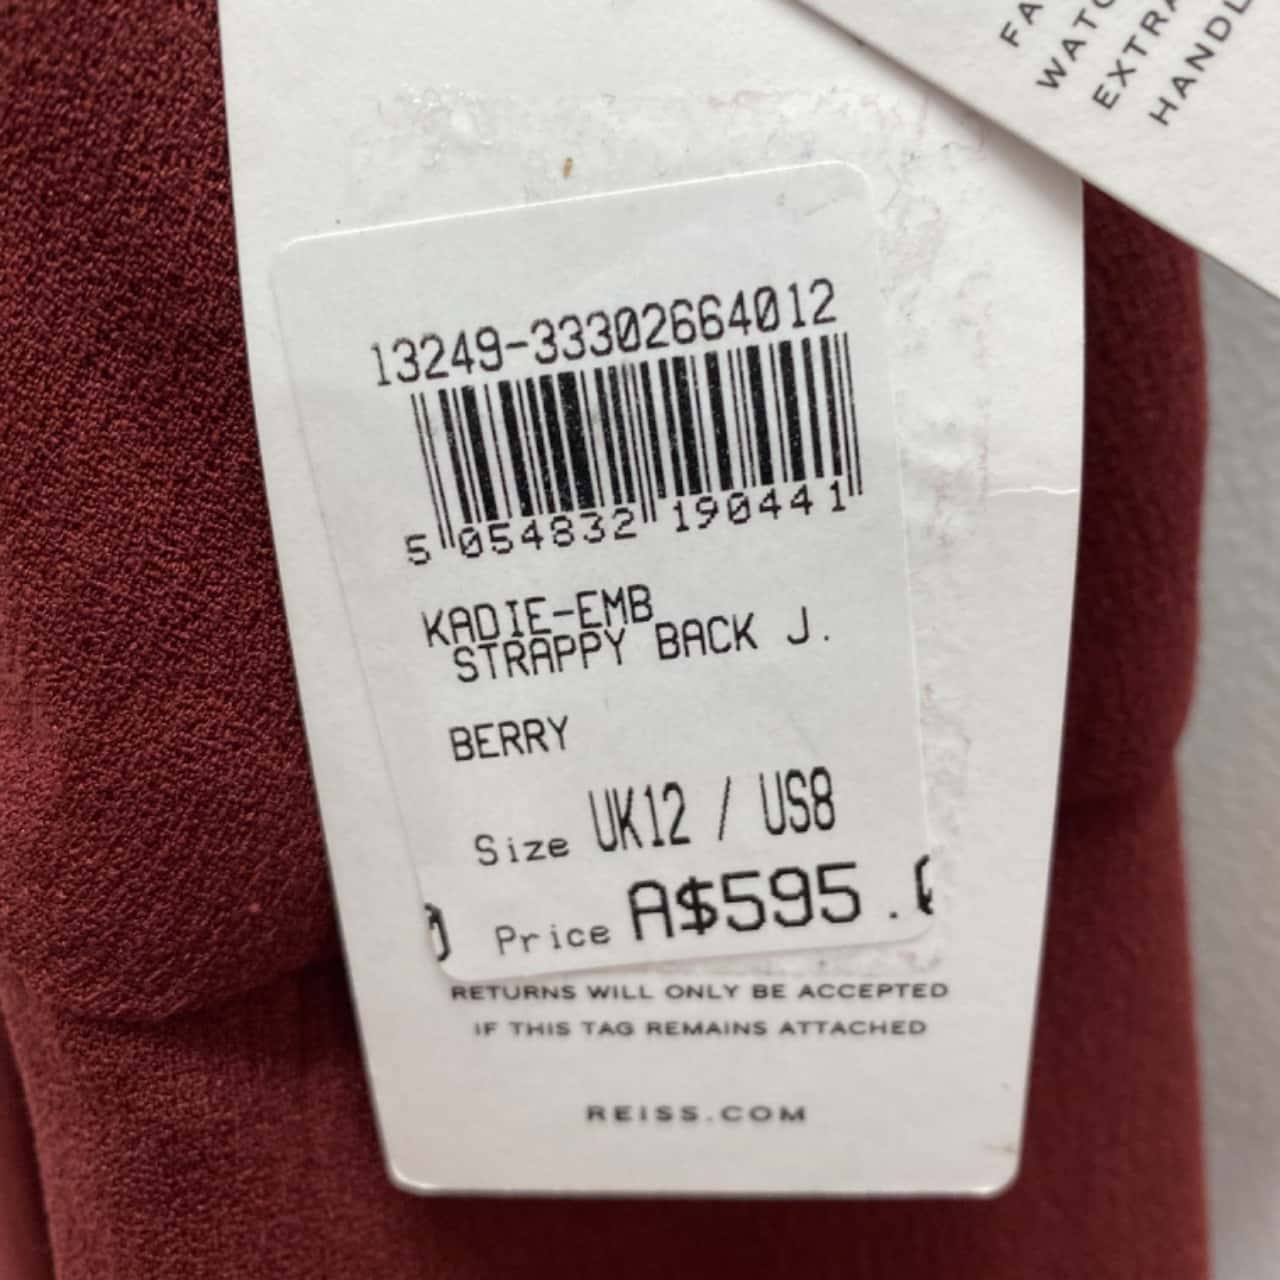 13249-33302664012
5 054832 190441
KADIE-EMB
STRAPPY BACK J.
BERRY
Size UK12 / US8
Price A$595.0
RETURNS WILL ONLY BE ACCEPTED
IF THIS TAG REMAINS ATTACHED
REISS.COM